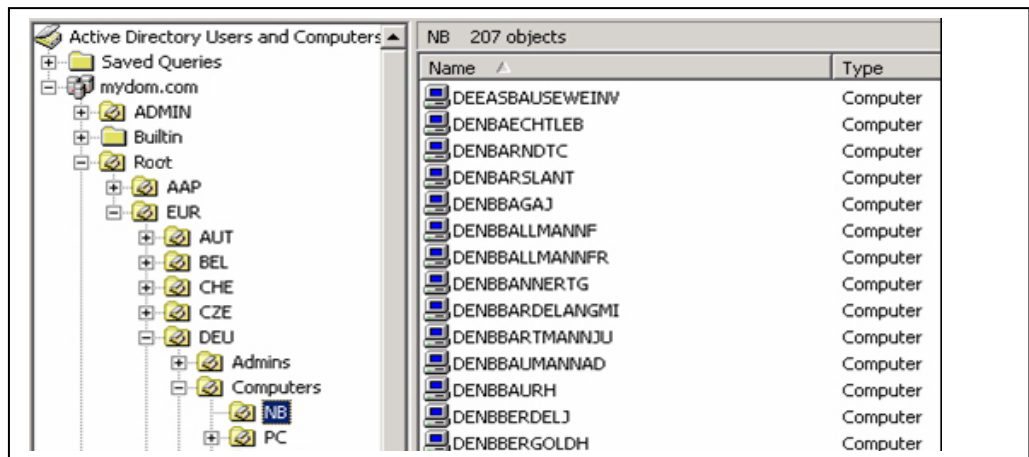 Active Directory Users and Computers
Saved Queries
mydom.com
ADMIN
Builtin
Root
AAP
EUR
AUT
BEL
CHE
CZE
DEU
Admins
Computers
NB
PC
NB 207 objects
Name Type
DEEASBAUSEWEINV Computer
DENBAECHTLEB Computer
DENBARNDTC Computer
DENBARSLANT Computer
DENBBAGAJ Computer
DENBBALLMANNF Computer
DENBBALLMANNFR Computer
DENBBANNERTG Computer
DENBBARDELANGMI Computer
DENBBARTMANNJU Computer
DENBBAUMANNAD Computer
DENBBAURH Computer
DENBBERDELJ Computer
DENBBERGOLDH Computer